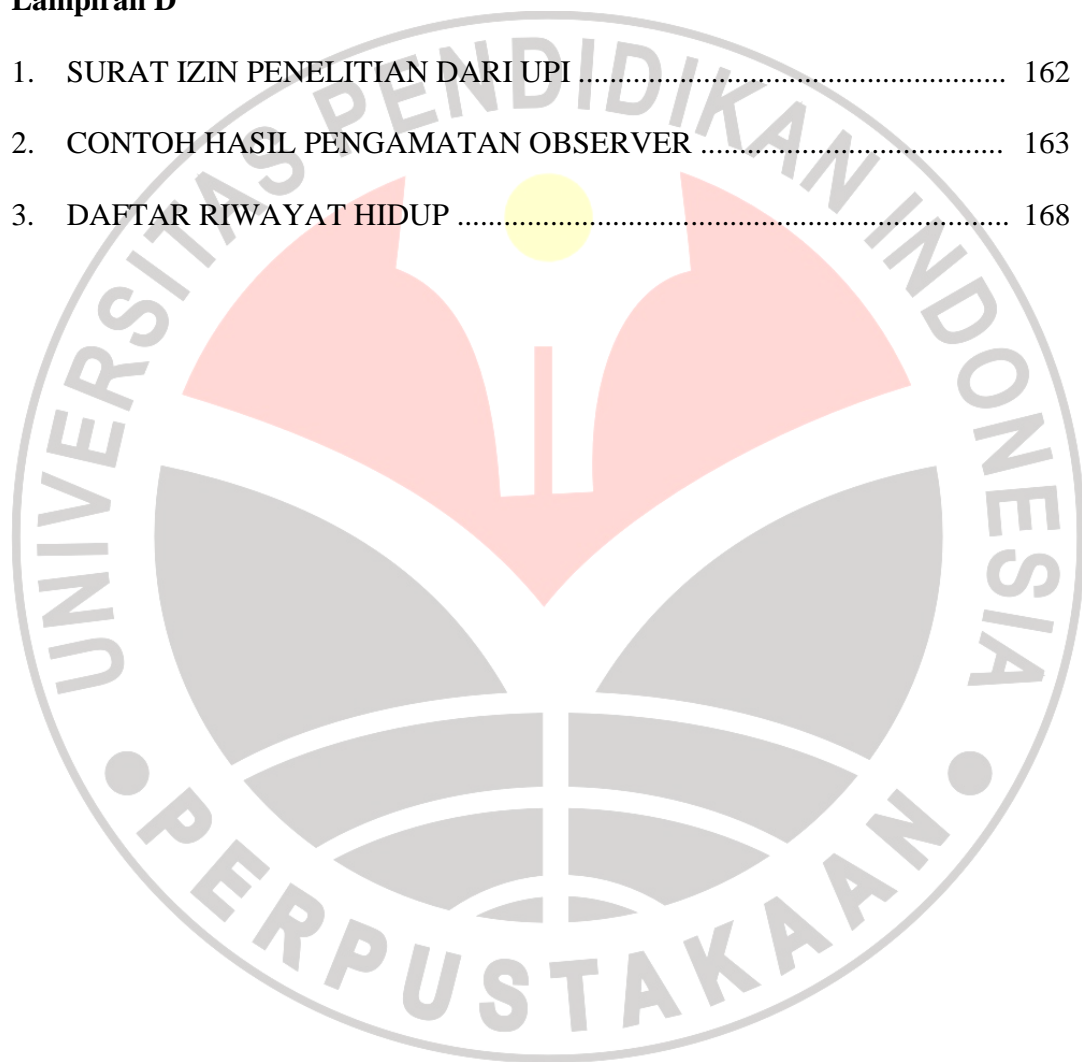 Lampiran D
1. SURAT IZIN PENELITIAN DARI UPI ....................................................... 162
2. CONTOH HASIL PENGAMATAN OBSERVER ....................................... 163
3. DAFTAR RIWAYAT HIDUP ....................................................................... 168
UNIVERSITAS PENDIDIKAN INDONESIA
PERPUSTAKAAN